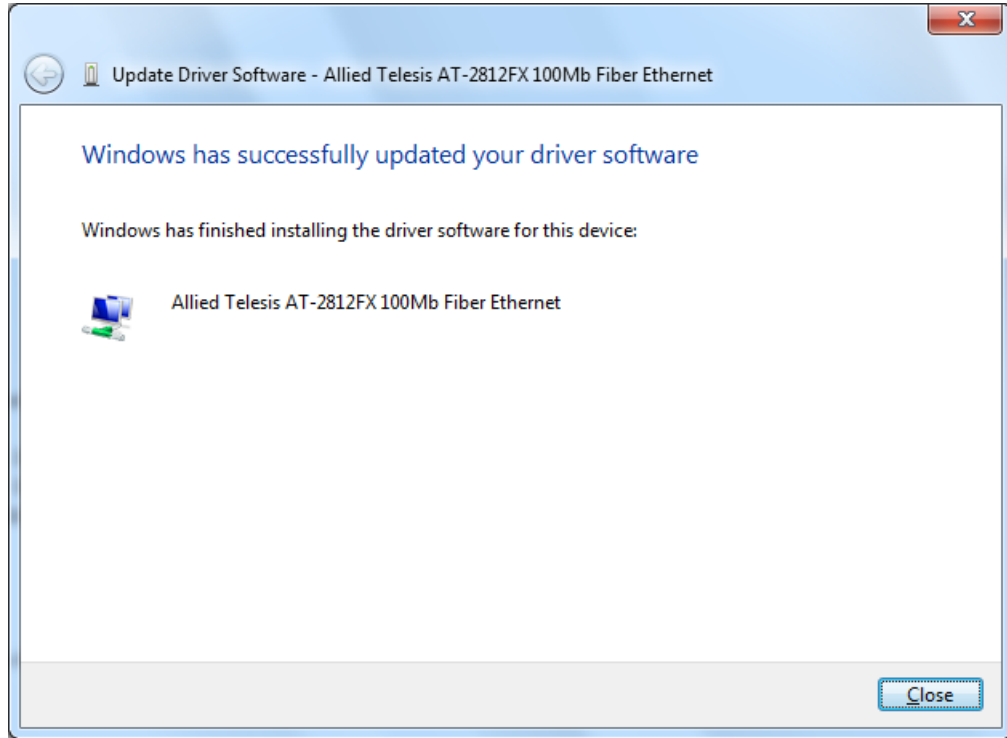 Update Driver Software - Allied Telesis AT-2812FX 100Mb Fiber Ethernet
Windows has successfully updated your driver software
Windows has finished installing the driver software for this device:
Allied Telesis AT-2812FX 100Mb Fiber Ethernet
Close